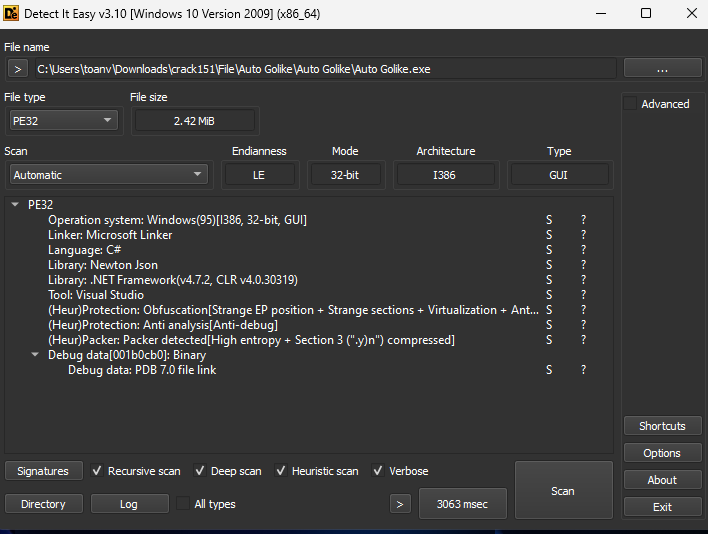 Detect It Easy v3.10 [Windows 10 Version 2009] (x86_64)
File name
> C:\Users\toanv\Downloads\crack151\File\Auto Golike\Auto Golike\Auto Golike.exe ...
File type File size
PE32 2.42 MiB
Advanced
Scan Endianness Mode Architecture Type
Automatic LE 32-bit I386 GUI
PE32
Operation system: Windows(95)[I386, 32-bit, GUI] S ?
Linker: Microsoft Linker S ?
Language: C# S ?
Library: Newton Json S ?
Library: .NET Framework(v4.7.2, CLR v4.0.30319) S ?
Tool: Visual Studio S ?
(Heur)Protection: Obfuscation[Strange EP position + Strange sections + Virtualization + Ant... S ?
(Heur)Protection: Anti analysis[Anti-debug] S ?
(Heur)Packer: Packer detected[High entropy + Section 3 (".y)n") compressed] S ?
Debug data[001b0cb0]: Binary
Debug data: PDB 7.0 file link S ?
Shortcuts
Options
About
Exit
Signatures Recursive scan Deep scan Heuristic scan Verbose
Directory Log All types > 3063 msec Scan